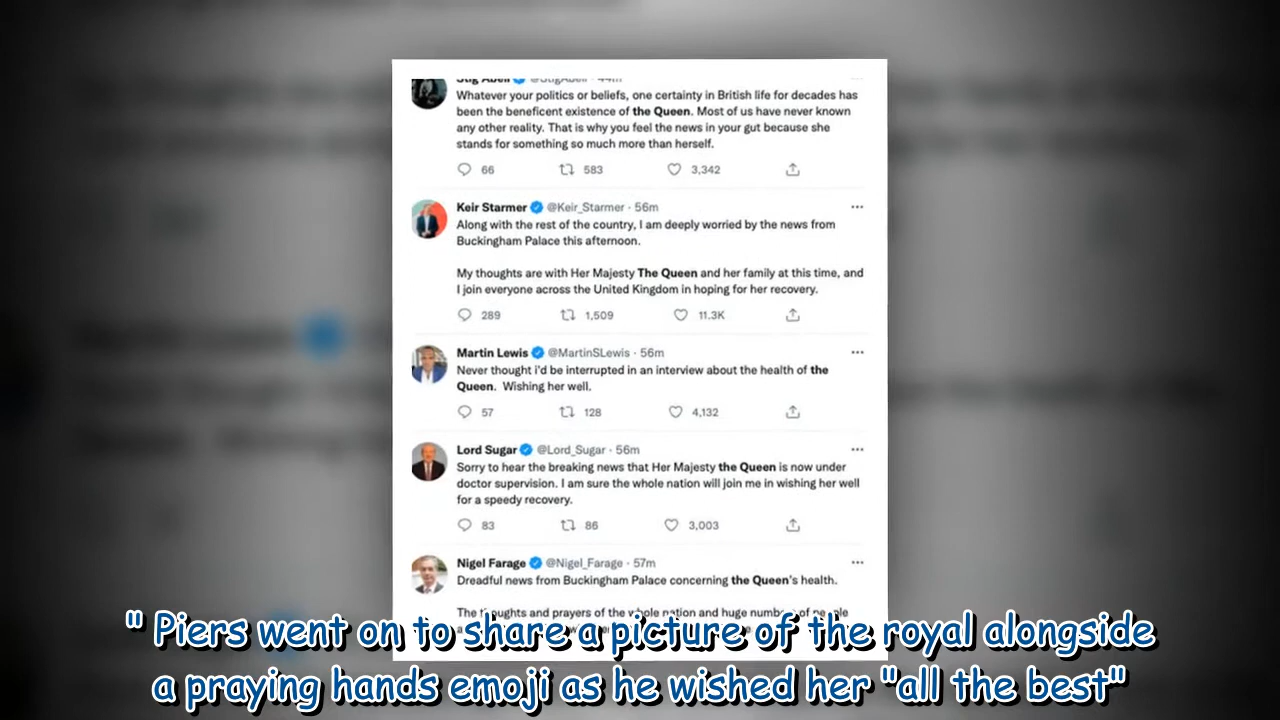 Stig Abell @StigAbell · 44m
Whatever your politics or beliefs, one certainty in British life for decades has
been the beneficent existence of the Queen. Most of us have never known
any other reality. That is why you feel the news in your gut because she
stands for something so much more than herself.
66 583 3,342
Keir Starmer @Keir_Starmer · 56m
Along with the rest of the country, I am deeply worried by the news from
Buckingham Palace this afternoon.
My thoughts are with Her Majesty The Queen and her family at this time, and
I join everyone across the United Kingdom in hoping for her recovery.
289 1,509 11.3K
Martin Lewis @MartinSLewis · 56m
Never thought i'd be interrupted in an interview about the health of the
Queen. Wishing her well.
57 128 4,132
Lord Sugar @Lord_Sugar · 56m
Sorry to hear the breaking news that Her Majesty the Queen is now under
doctor supervision. I am sure the whole nation will join me in wishing her well
for a speedy recovery.
83 86 3,003
Nigel Farage @Nigel_Farage · 57m
Dreadful news from Buckingham Palace concerning the Queen's health.
The thoughts and prayers of the whole nation and huge numbers of people
" Piers went on to share a picture of the royal alongside
a praying hands emoji as he wished her "all the best"